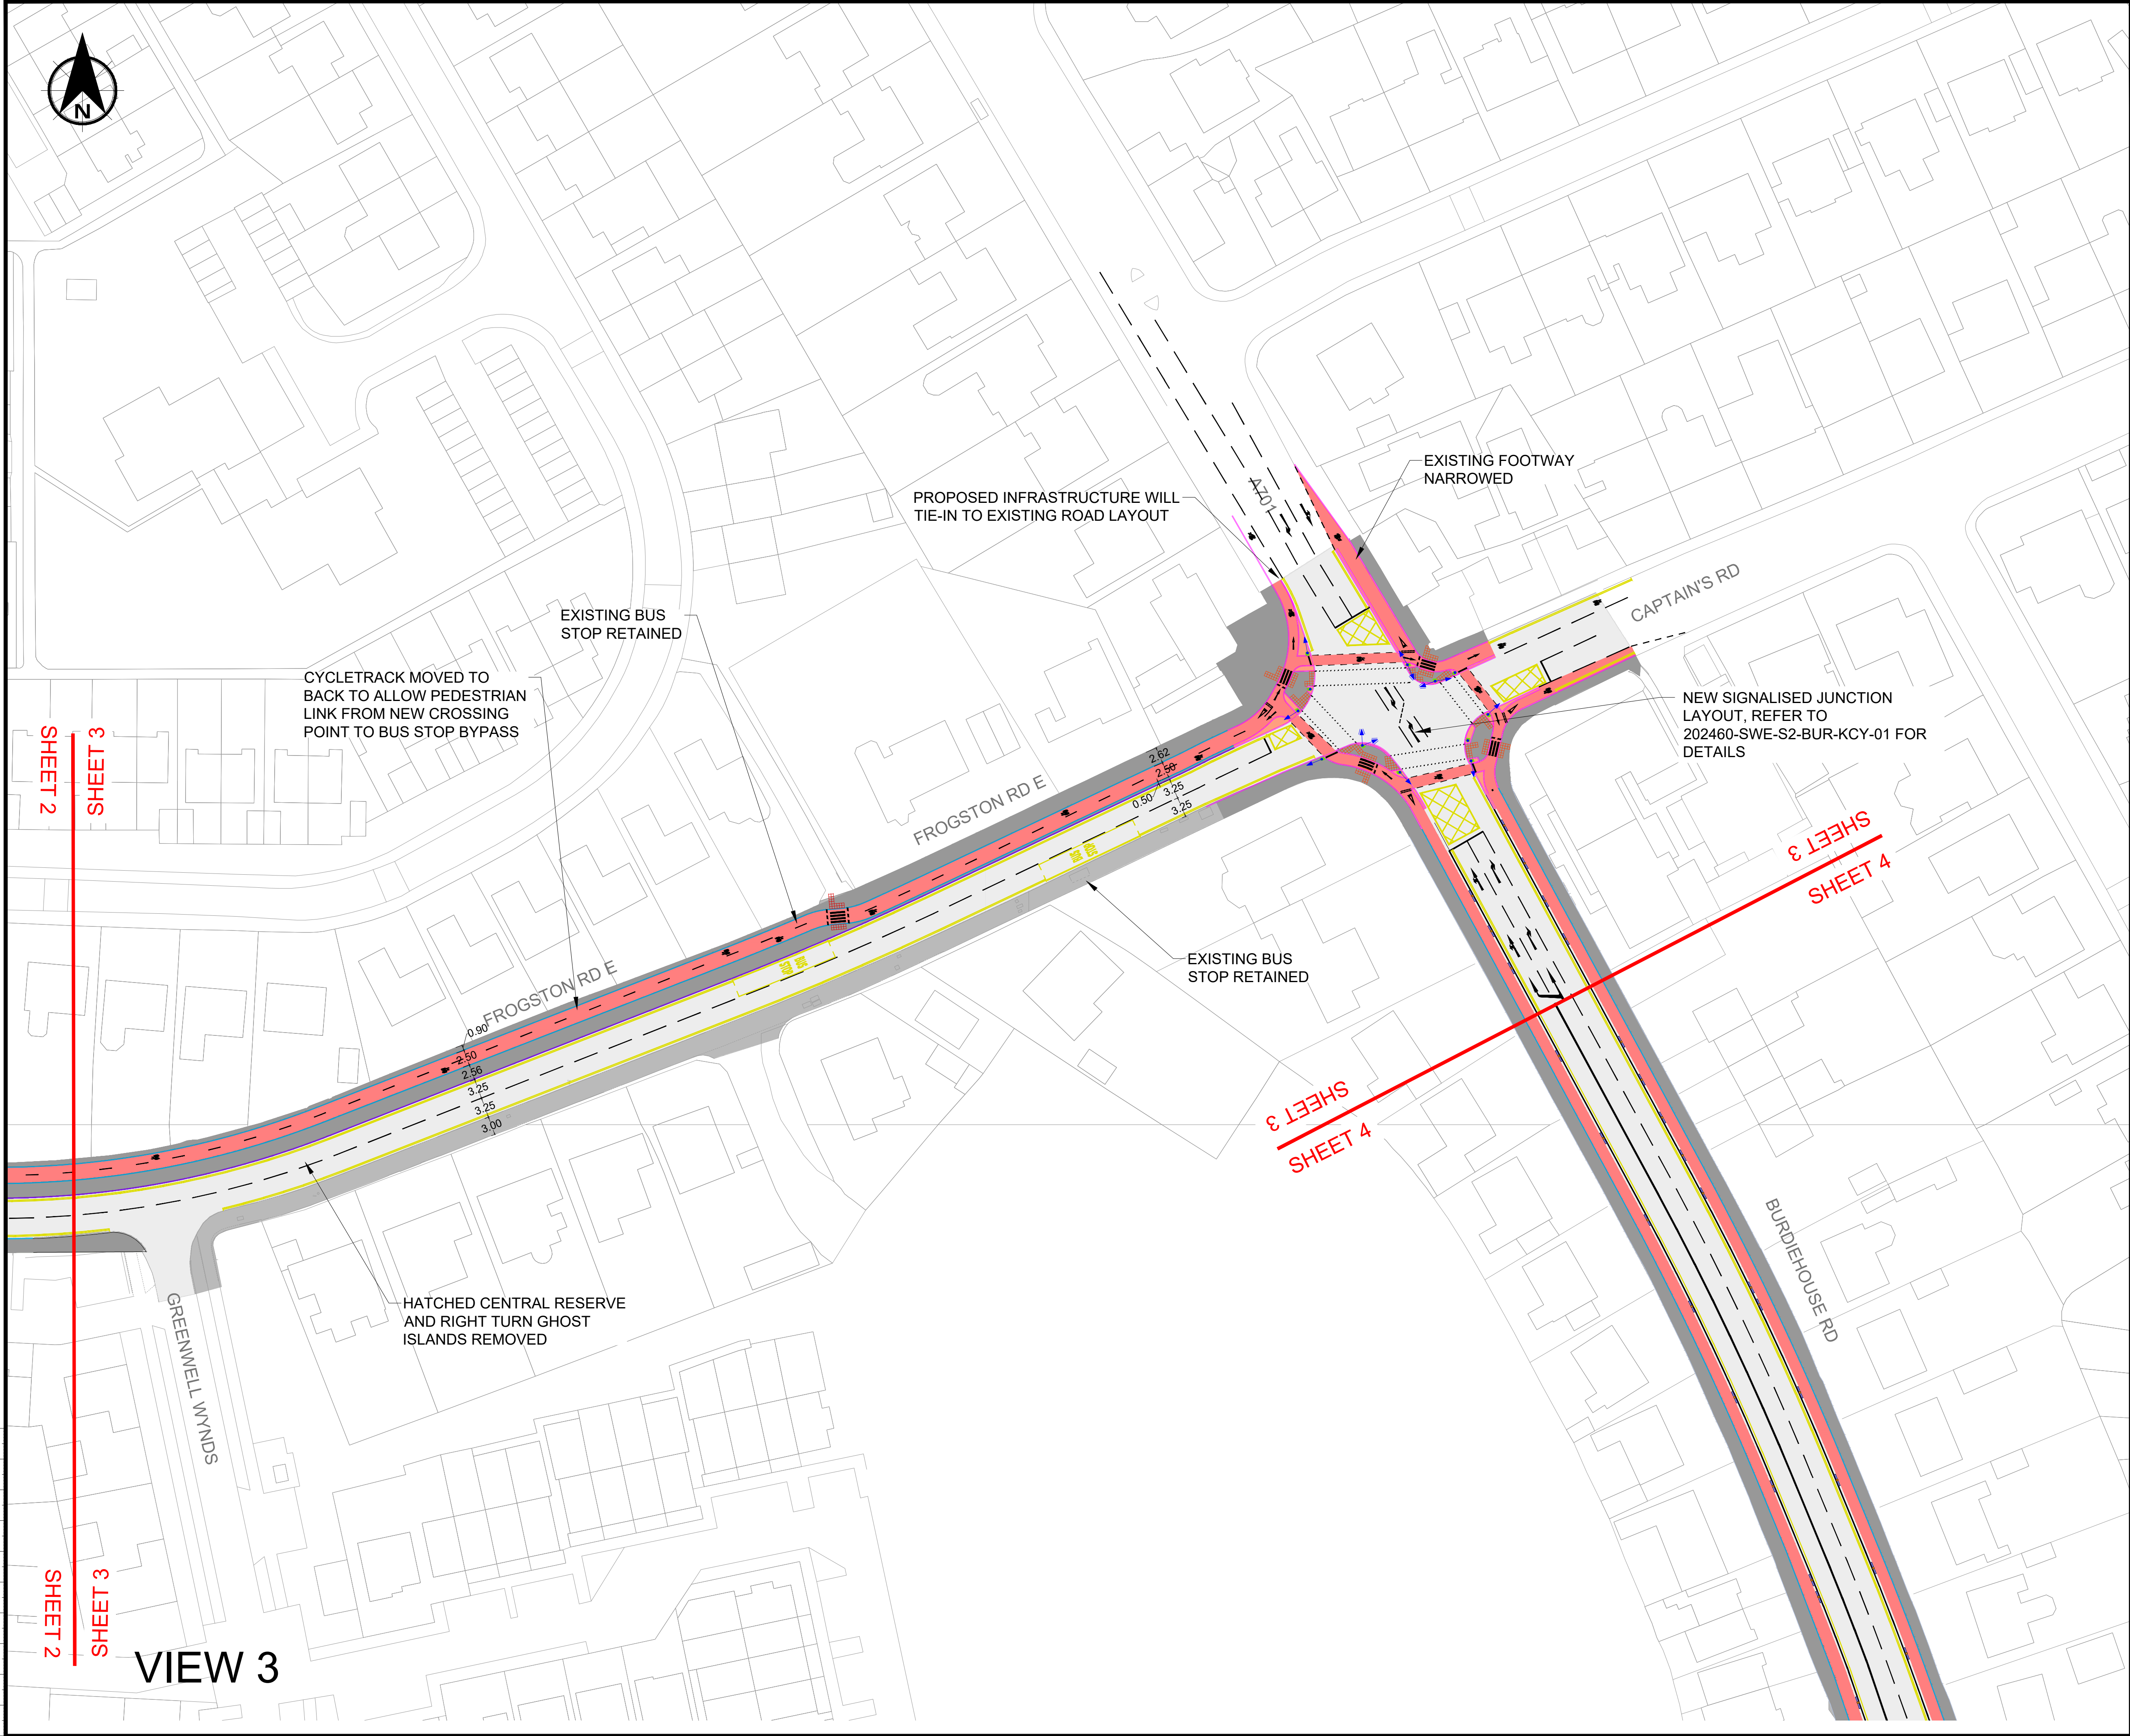 N
EXISTING FOOTWAY
NARROWED
A701
PROPOSED INFRASTRUCTURE WILL
TIE-IN TO EXISTING ROAD LAYOUT
CAPTAIN'S RD
EXISTING BUS
STOP RETAINED
CYCLETRACK MOVED TO
BACK TO ALLOW PEDESTRIAN
LINK FROM NEW CROSSING
POINT TO BUS STOP BYPASS
NEW SIGNALISED JUNCTION
LAYOUT, REFER TO
202460-SWE-S2-BUR-KCY-01 FOR
DETAILS
SHEET 2
SHEET 3
2.62
2.50
0.50
3.25
3.25
FROGSTON RD E
SHEET 3
SHEET 4
EXISTING BUS
STOP RETAINED
FROGSTON RD E
0.90
2.50
2.56
3.25
3.25
3.00
SHEET 3
SHEET 4
BURDIEHOUSE RD
HATCHED CENTRAL RESERVE
AND RIGHT TURN GHOST
ISLANDS REMOVED
GREENWELL WYNDS
SHEET 2
SHEET 3
VIEW 3